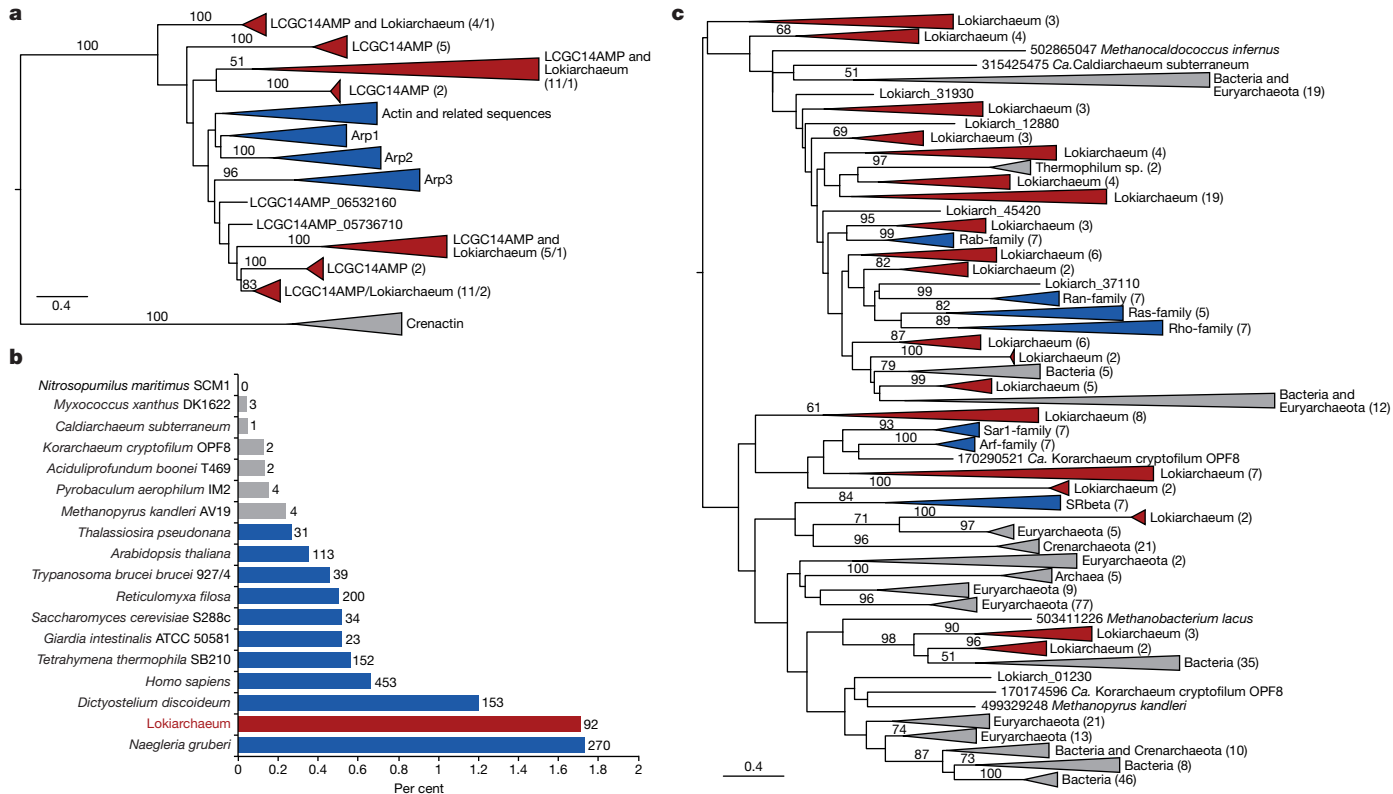 a
100
100
LCGC14AMP and Lokiarchaeum (4/1)
100
LCGC14AMP (5)
51
LCGC14AMP and
Lokiarchaeum
(11/1)
100
LCGC14AMP (2)
Actin and related sequences
Arp1
100
Arp2
96
Arp3
LCGC14AMP_06532160
LCGC14AMP_05736710
100
LCGC14AMP and
Lokiarchaeum (5/1)
100
LCGC14AMP (2)
83
LCGC14AMP/Lokiarchaeum (11/2)
0.4
100
Crenactin
b
Nitrosopumilus maritimus SCM1 0
Myxococcus xanthus DK1622 3
Caldiarchaeum subterraneum 1
Korarchaeum cryptofilum OPF8 2
Aciduliprofundum boonei T469 2
Pyrobaculum aerophilum IM2 4
Methanopyrus kandleri AV19 4
Thalassiosira pseudonana 31
Arabidopsis thaliana 113
Trypanosoma brucei brucei 927/4 39
Reticulomyxa filosa 200
Saccharomyces cerevisiae S288c 34
Giardia intestinalis ATCC 50581 23
Tetrahymena thermophila SB210 152
Homo sapiens 453
Dictyostelium discoideum 153
Lokiarchaeum 92
Naegleria gruberi 270
0 0.2 0.4 0.6 0.8 1 1.2 1.4 1.6 1.8 2
Per cent
c
Lokiarchaeum (3)
68
Lokiarchaeum (4)
502865047 Methanocaldococcus infernus
315425475 Ca.Caldiarchaeum subterraneum
51
Bacteria and
Euryarchaeota (19)
Lokiarch_31930
Lokiarchaeum (3)
Lokiarch_12880
69
Lokiarchaeum (3)
Lokiarchaeum (4)
97
Thermophilum sp. (2)
Lokiarchaeum (4)
Lokiarchaeum (19)
Lokiarch_45420
95
Lokiarchaeum (3)
99
Rab-family (7)
Lokiarchaeum (6)
82
Lokiarchaeum (2)
Lokiarch_37110
99
Ran-family (7)
82
Ras-family (5)
89
Rho-family (7)
87
Lokiarchaeum (6)
100
Lokiarchaeum (2)
79
Bacteria (5)
99
Lokiarchaeum (5)
Bacteria and
Euryarchaeota (12)
61
Lokiarchaeum (8)
93
Sar1-family (7)
100
Arf-family (7)
170290521 Ca. Korarchaeum cryptofilum OPF8
Lokiarchaeum (7)
100
Lokiarchaeum (2)
84
SRbeta (7)
100
Lokiarchaeum (2)
71
97
Euryarchaeota (5)
96
Crenarchaeota (21)
Euryarchaeota (2)
100
Archaea (5)
Euryarchaeota (9)
96
Euryarchaeota (77)
503411226 Methanobacterium lacus
90
Lokiarchaeum (3)
98
96
Lokiarchaeum (2)
51
Bacteria (35)
Lokiarch_01230
170174596 Ca. Korarchaeum cryptofilum OPF8
499329248 Methanopyrus kandleri
Euryarchaeota (21)
74
Euryarchaeota (13)
87
Bacteria and Crenarchaeota (10)
73
Bacteria (8)
100
Bacteria (46)
0.4